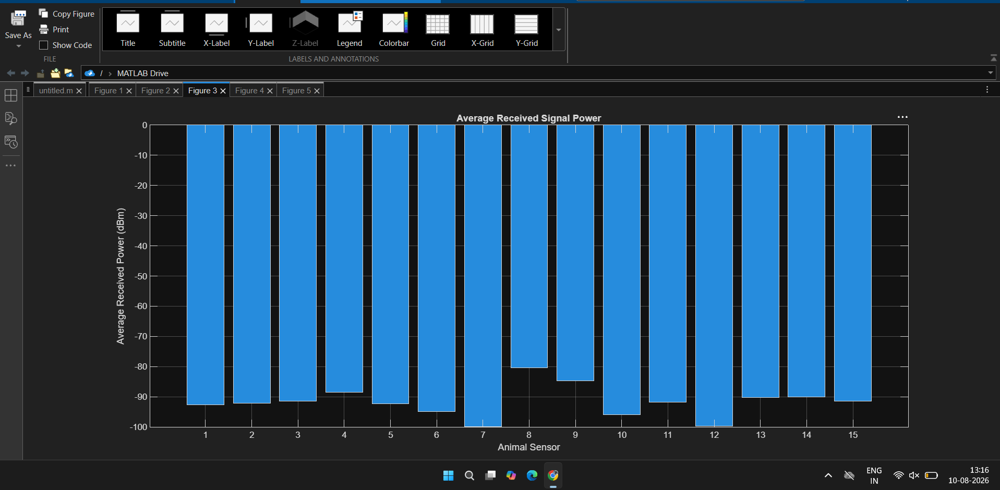 Save As
Copy Figure
Print
Show Code
FILE
Title
Subtitle
X-Label
Y-Label
Z-Label
Legend
Colorbar
Grid
X-Grid
Y-Grid
LABELS AND ANNOTATIONS
/ › MATLAB Drive
untitled.m
Figure 1
Figure 2
Figure 3
Figure 4
Figure 5
Average Received Signal Power
Average Received Power (dBm)
0
-10
-20
-30
-40
-50
-60
-70
-80
-90
-100
1 2 3 4 5 6 7 8 9 10 11 12 13 14 15
Animal Sensor
ENG
IN
13:16
10-08-2026